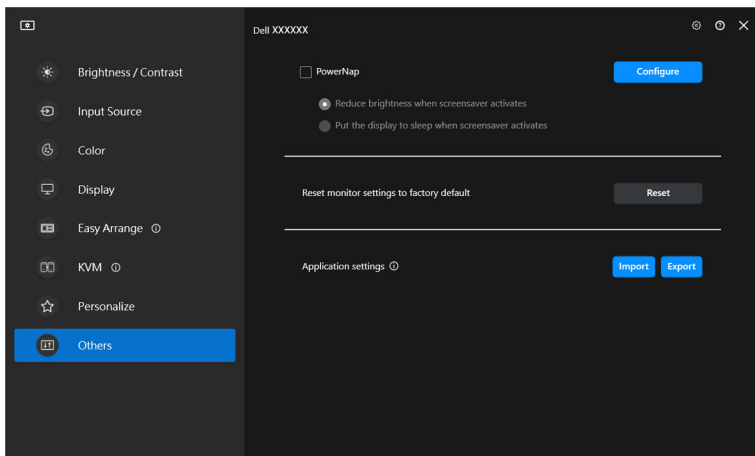 Dell XXXXXX
Brightness / Contrast
Input Source
Color
Display
Easy Arrange
KVM
Personalize
Others
PowerNap
Configure
Reduce brightness when screensaver activates
Put the display to sleep when screensaver activates
Reset monitor settings to factory default
Reset
Application settings
Import Export